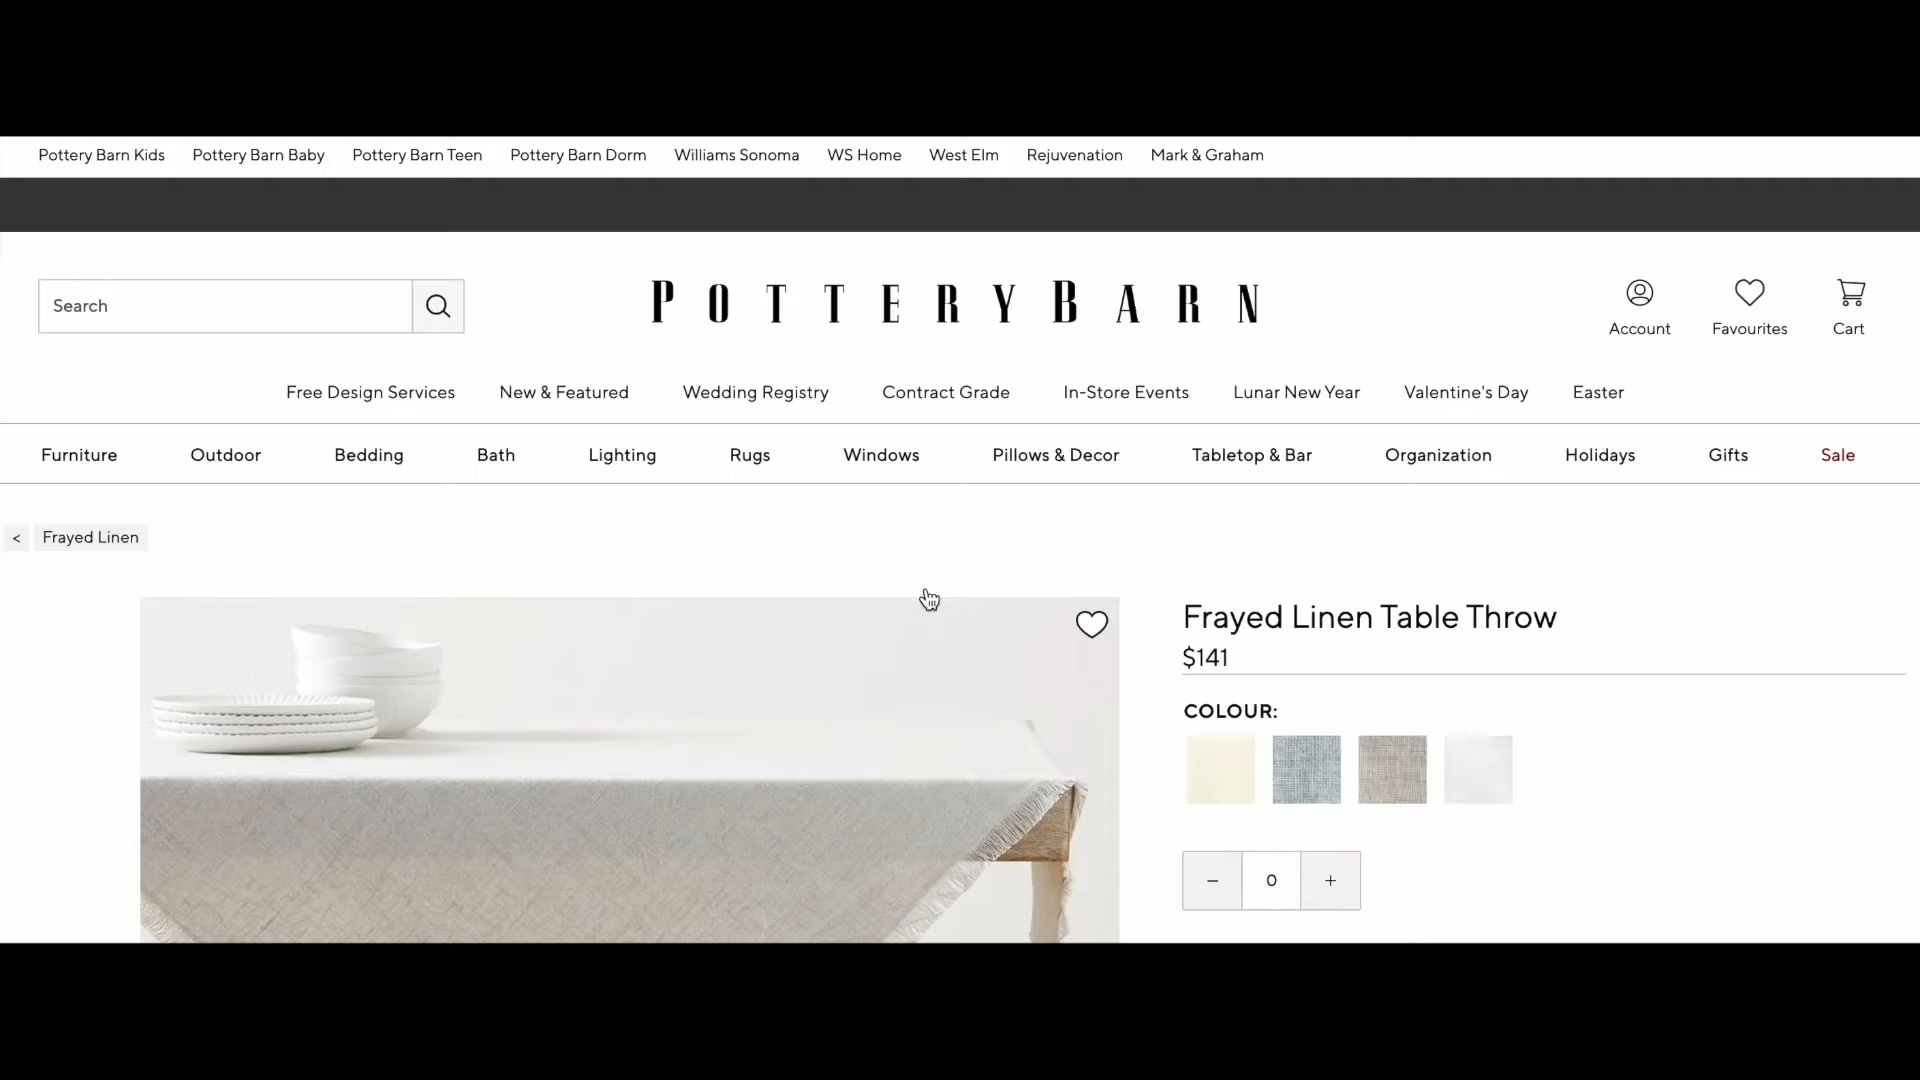 Pottery Barn Kids Pottery Barn Baby Pottery Barn Teen Pottery Barn Dorm Williams Sonoma WS Home West Elm Rejuvenation Mark & Graham
Search
POTTERY BARN
Account Favourites Cart
Free Design Services New & Featured Wedding Registry Contract Grade In-Store Events Lunar New Year Valentine's Day Easter
Furniture Outdoor Bedding Bath Lighting Rugs Windows Pillows & Decor Tabletop & Bar Organization Holidays Gifts Sale
< Frayed Linen
Frayed Linen Table Throw
$141
COLOUR:
− 0 +